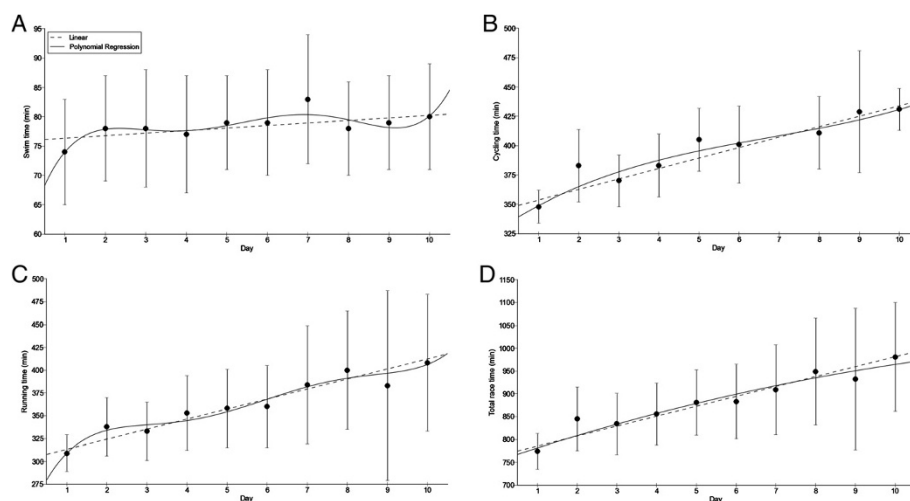 A
Linear
Polynomial Regression
95
90
85
80
75
70
65
60
Swim time (min)
1 2 3 4 5 6 7 8 9 10
Day
B
500
475
450
425
400
375
350
325
Cycling time (min)
1 2 3 4 5 6 7 8 9 10
Day
C
500
475
450
425
400
375
350
325
300
275
Running time (min)
1 2 3 4 5 6 7 8 9 10
Day
D
1150
1100
1050
1000
950
900
850
800
750
700
Total race time (min)
1 2 3 4 5 6 7 8 9 10
Day